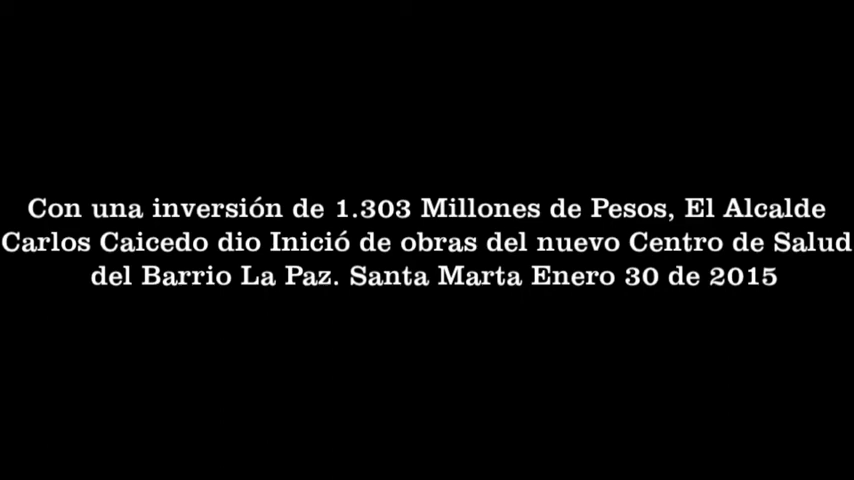 Con una inversión de 1.303 Millones de Pesos, El Alcalde
Carlos Caicedo dio Inició de obras del nuevo Centro de Salud
del Barrio La Paz. Santa Marta Enero 30 de 2015